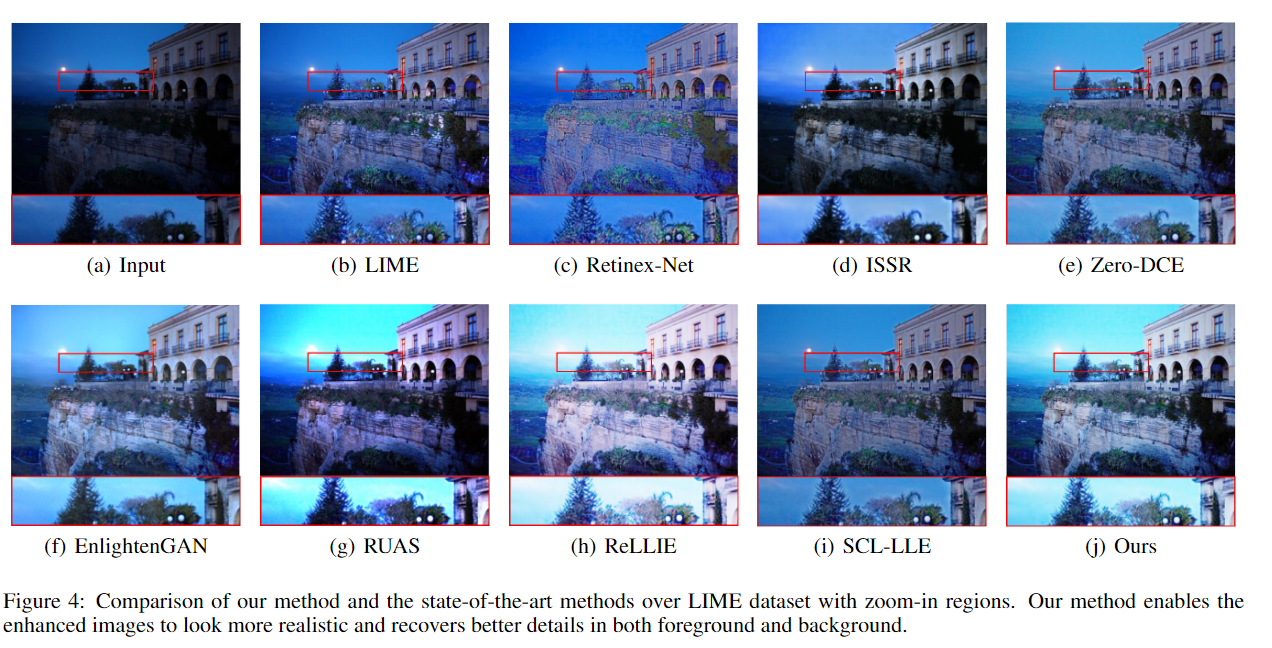 (a) Input
(b) LIME
(c) Retinex-Net
(d) ISSR
(e) Zero-DCE
(f) EnlightenGAN
(g) RUAS
(h) ReLLIE
(i) SCL-LLE
(j) Ours
Figure 4: Comparison of our method and the state-of-the-art methods over LIME dataset with zoom-in regions. Our method enables the
enhanced images to look more realistic and recovers better details in both foreground and background.